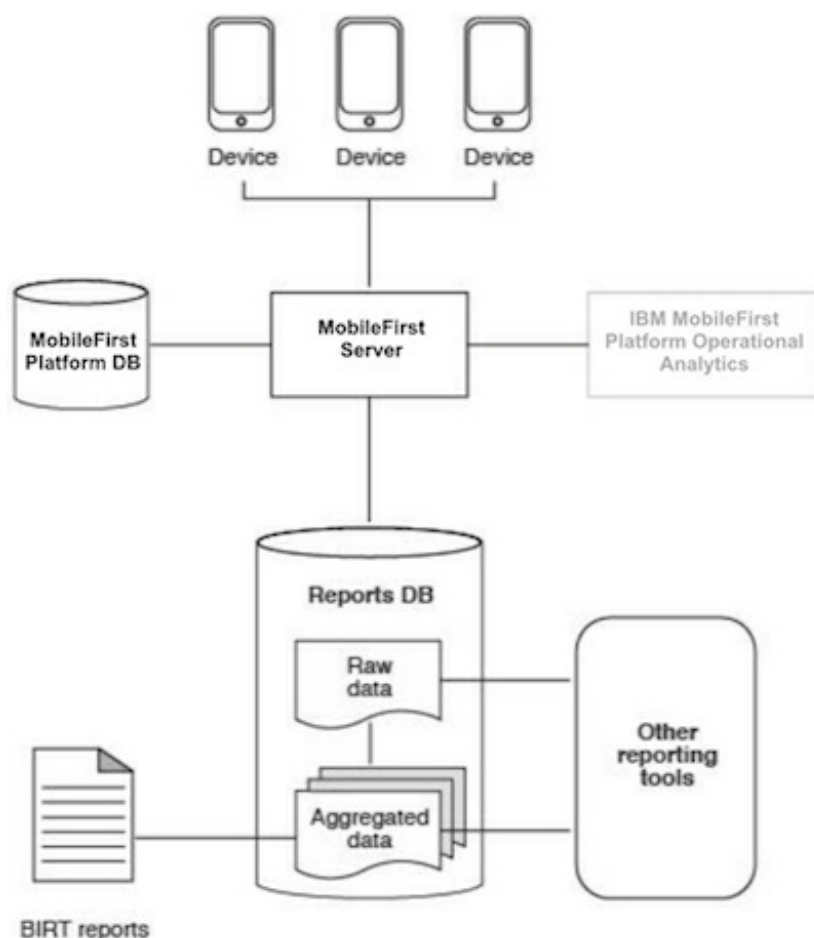 Device
Device
Device
MobileFirst
Platform DB
MobileFirst
Server
IBM MobileFirst
Platform Operational
Analytics
Reports DB
Raw
data
Other
reporting
tools
Aggregated
data
BIRT reports